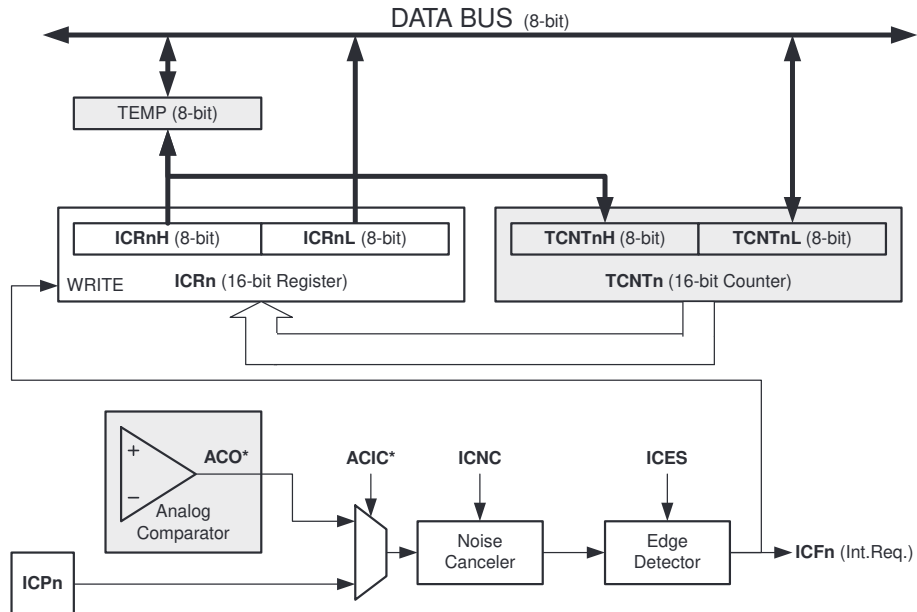 DATA BUS (8-bit)
TEMP (8-bit)
ICRnH (8-bit) ICRnL (8-bit) TCNTnH (8-bit) TCNTnL (8-bit)
WRITE ICRn (16-bit Register) TCNTn (16-bit Counter)
+
ACO* ACIC* ICNC ICES
−
Analog
Comparator
Noise
Canceler
Edge
Detector
ICFn (Int.Req.)
ICPn